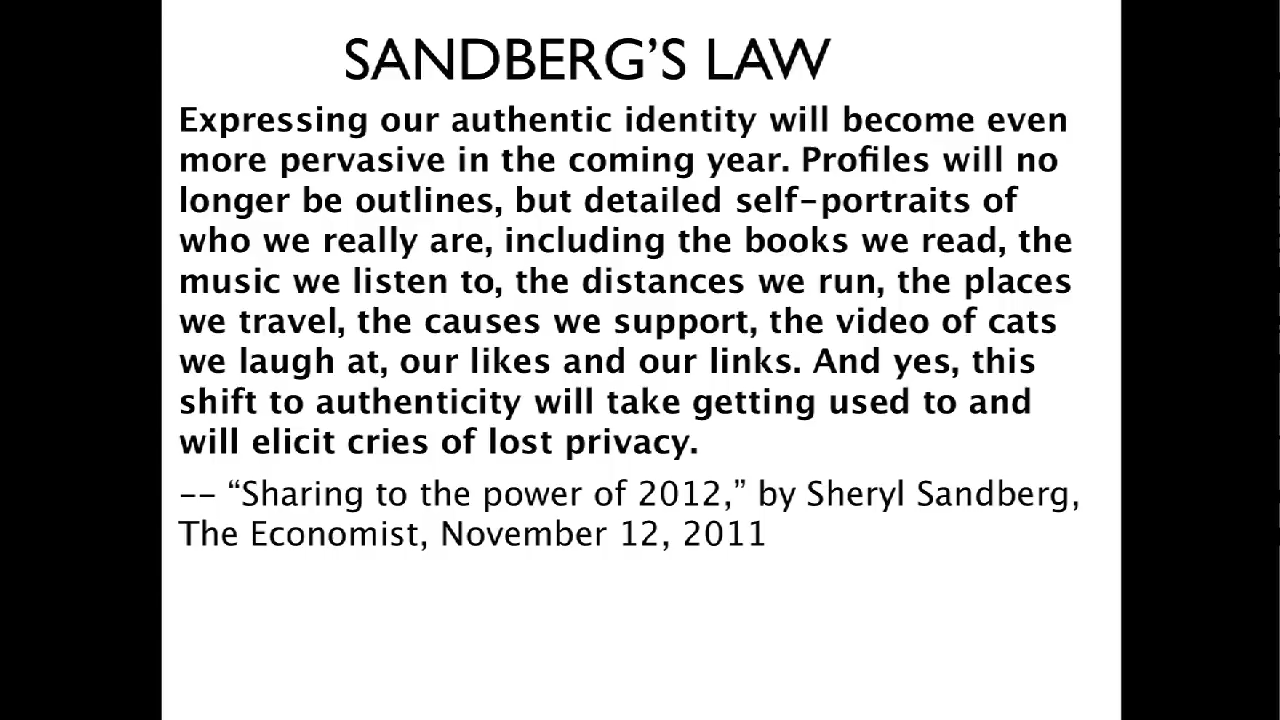 SANDBERG’S LAW
Expressing our authentic identity will become even
more pervasive in the coming year. Profiles will no
longer be outlines, but detailed self-portraits of
who we really are, including the books we read, the
music we listen to, the distances we run, the places
we travel, the causes we support, the video of cats
we laugh at, our likes and our links. And yes, this
shift to authenticity will take getting used to and
will elicit cries of lost privacy.
-- “Sharing to the power of 2012,” by Sheryl Sandberg,
The Economist, November 12, 2011